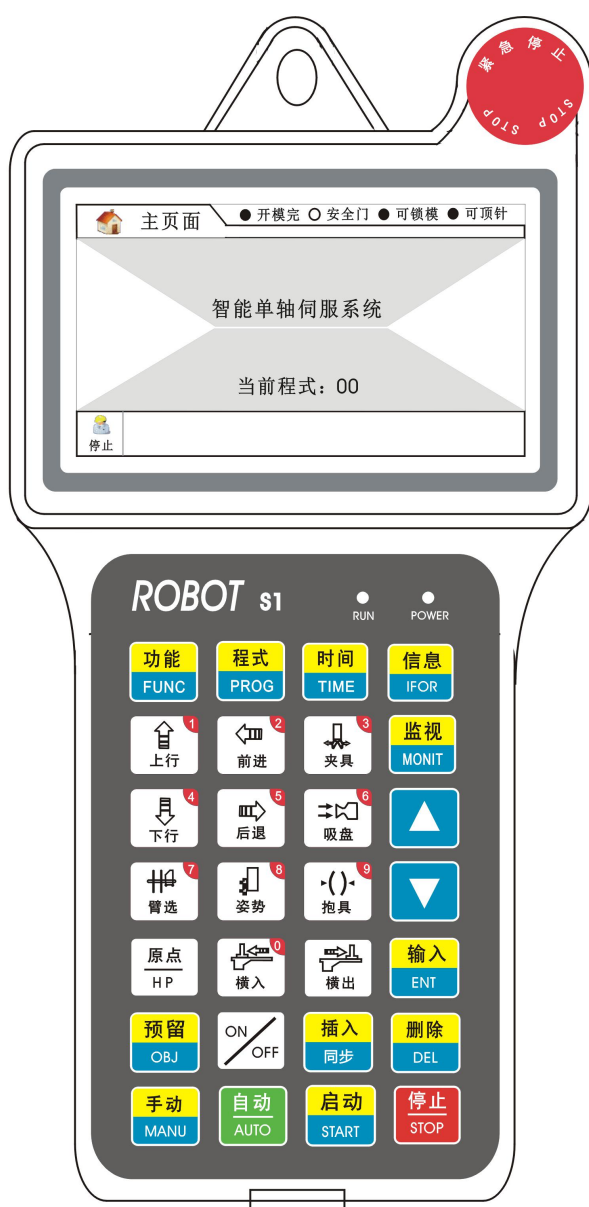 紧急停止
STOP STOP
主页面 ● 开模完 ○ 安全门 ● 可锁模 ● 可顶针
智能单轴伺服系统
当前程式：00
停止
ROBOT S1
RUN POWER
功能 程式 时间 信息
FUNC PROG TIME IFOR
1 2 3 监视
上行 前进 夹具 MONIT
4 5 6
下行 后退 吸盘
7 8 9
臂选 姿势 抱具
原点 0 输入
HP 横入 横出 ENT
预留 ON 插入 删除
OBJ OFF 同步 DEL
手动 自动 启动 停止
MANU AUTO START STOP